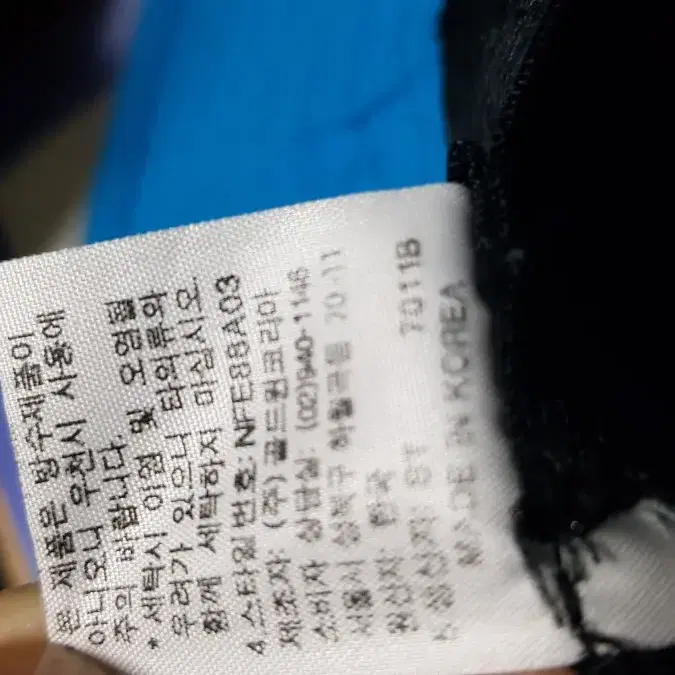 본 제품은 방수제품이
아니오니 우천시 사용에
주의 바랍니다.
* 세탁시 이염 및 오염될
우려가 있으니 타의류와
함께 세탁하지 마십시오.
4.스타일번호: NFE88A03
제조자: (주) 골드윈코리아
소비자 상담실: (02)940-1146
서울시 성북구 하월곡동 70-11
원산지: 한국
생산지: ST 7011B
MADE IN KOREA